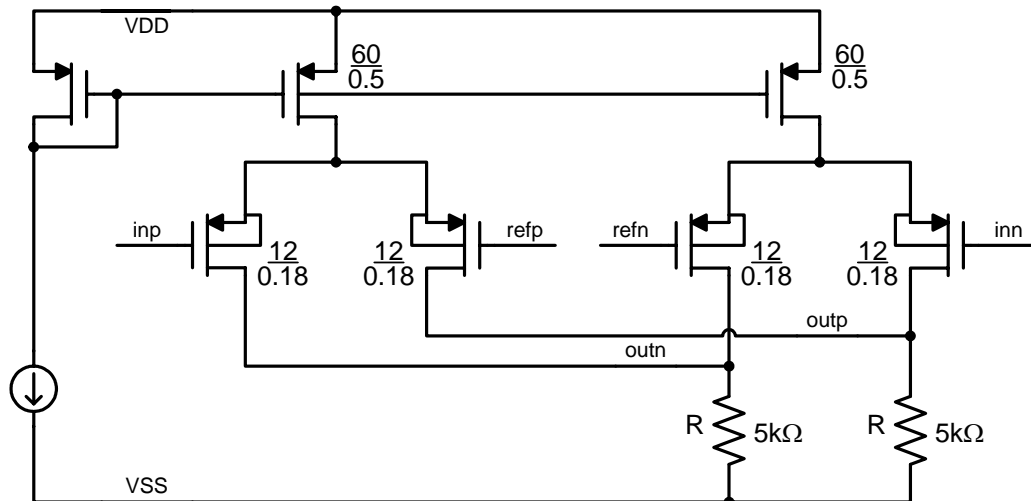 VDD
60
0.5
60
0.5
inp
refp
refn
inn
12
0.18
12
0.18
12
0.18
12
0.18
outp
outn
R
5kΩ
R
5kΩ
VSS